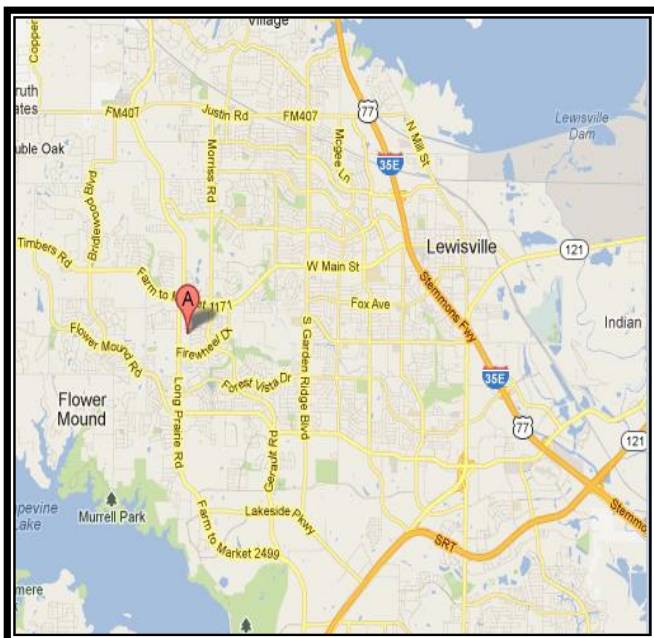 Village
Copper
77
FM407
Justin Rd
FM407
ruth
ates
N Mill St
Lewisville
Dam
uble Oak
Mcgee Ln
35E
Morriss Rd
Bridlewood Blvd
Timbers Rd
Lewisville
121
W Main St
Farm to M
et 1171
A
Fox Ave
Stemmons Fwy
Indian
Flower Mound Rd
Firewheel D
S Garden Ridge Blvd
Forest Vista Dr
35E
Flower
Mound
Long Prairie Rd
77
121
Gerault Rd
apevine
Lake
Murrell Park
Lakeside Pkwy
Stemmo
Farm to Market 2499
SRT
mere
k